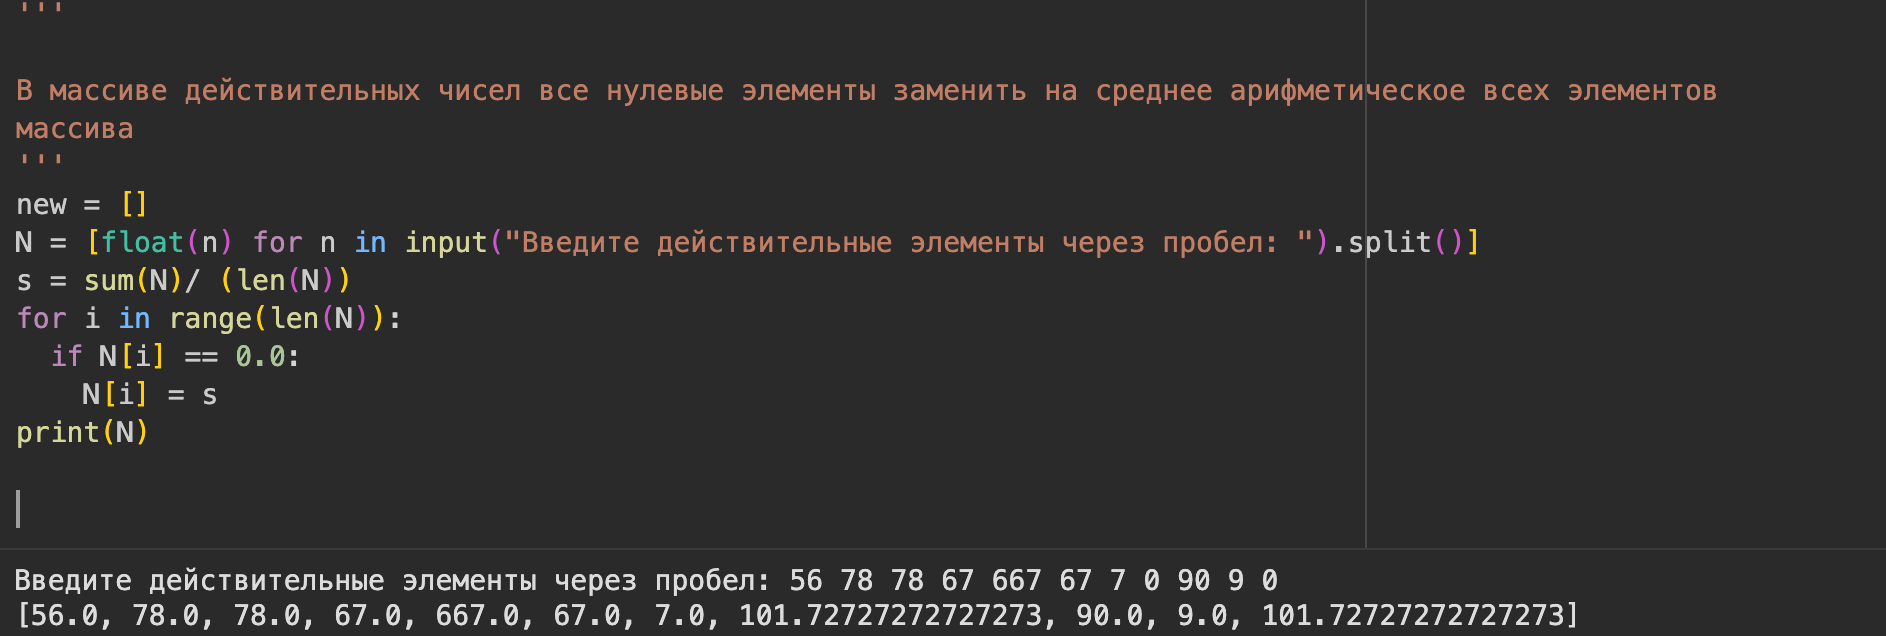 '''
В массиве действительных чисел все нулевые элементы заменить на среднее арифметическое всех элементов
массива
'''
new = []
N = [float(n) for n in input("Введите действительные элементы через пробел: ").split()]
s = sum(N)/ (len(N))
for i in range(len(N)):
  if N[i] == 0.0:
    N[i] = s
print(N)
Введите действительные элементы через пробел: 56 78 78 67 667 67 7 0 90 9 0
[56.0, 78.0, 78.0, 67.0, 667.0, 67.0, 7.0, 101.72727272727273, 90.0, 9.0, 101.72727272727273]